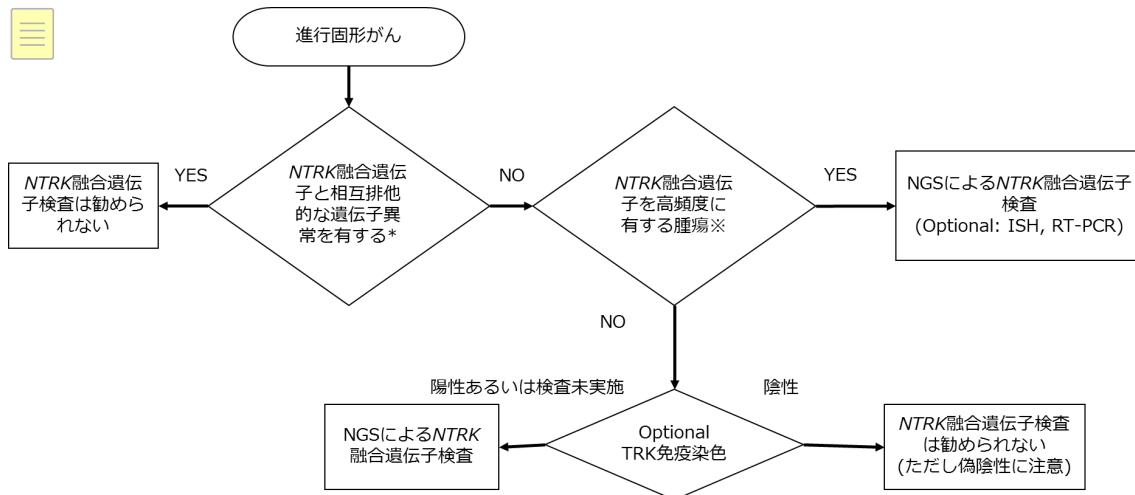 進行固形がん
NTRK融合遺伝
子と相互排他
的な遺伝子異
常を有する*
YES
NTRK融合遺伝
子検査は勧めら
れない
NO
NTRK融合遺伝
子を高頻度に
有する腫瘍※
YES
NGSによるNTRK融合遺伝子
検査
(Optional: ISH, RT-PCR)
NO
Optional
TRK免疫染色
陽性あるいは検査未実施
NGSによるNTRK
融合遺伝子検査
陰性
NTRK融合遺伝子検査
は勧められない
(ただし偽陰性に注意)